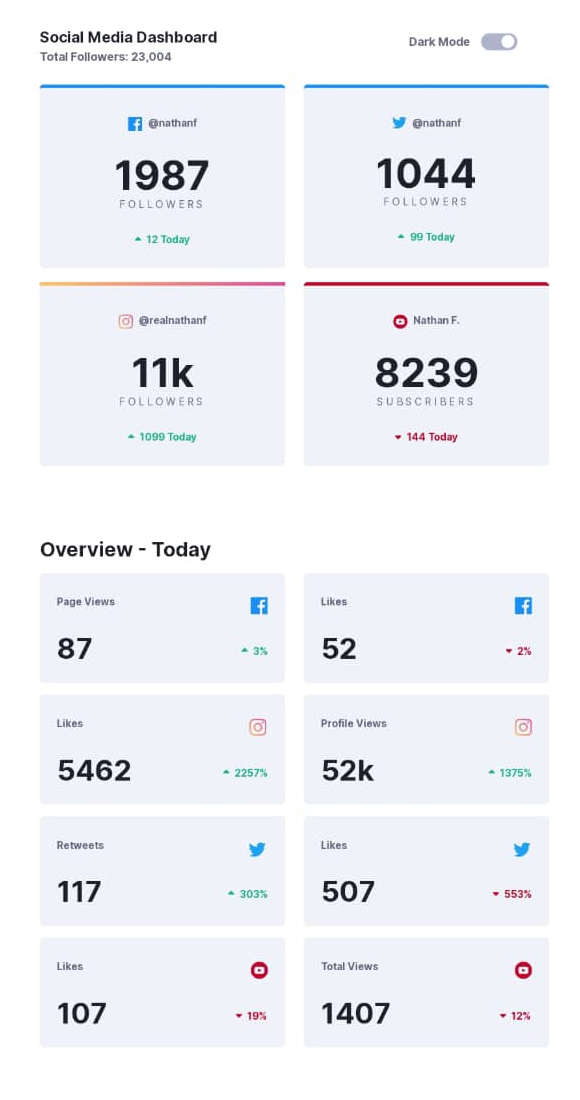 Social Media Dashboard
Total Followers: 23,004
Dark Mode
@nathanf
1987
FOLLOWERS
12 Today
@nathanf
1044
FOLLOWERS
99 Today
@realnathanf
11k
FOLLOWERS
1099 Today
Nathan F.
8239
SUBSCRIBERS
144 Today
Overview - Today
Page Views
87
3%
Likes
52
2%
Likes
5462
2257%
Profile Views
52k
1375%
Retweets
117
303%
Likes
507
553%
Likes
107
19%
Total Views
1407
12%